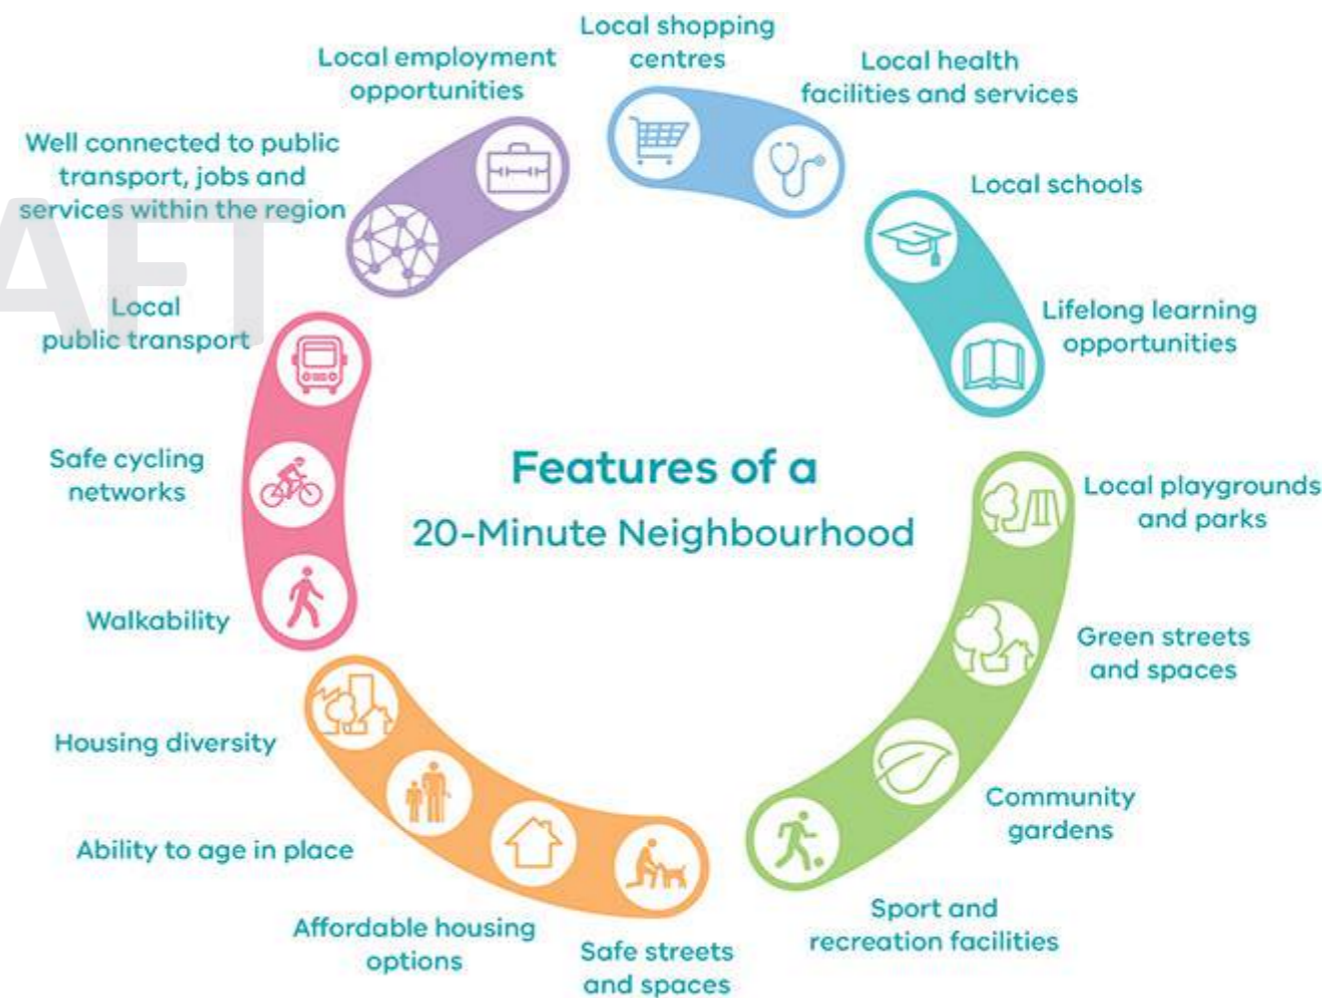 Features of a
20-Minute Neighbourhood
Local shopping
centres
Local health
facilities and services
Local schools
Lifelong learning
opportunities
Local playgrounds
and parks
Green streets
and spaces
Community
gardens
Sport and
recreation facilities
Safe streets
and spaces
Affordable housing
options
Ability to age in place
Housing diversity
Walkability
Safe cycling
networks
Local
public transport
Well connected to public
transport, jobs and
services within the region
Local employment
opportunities
AFT